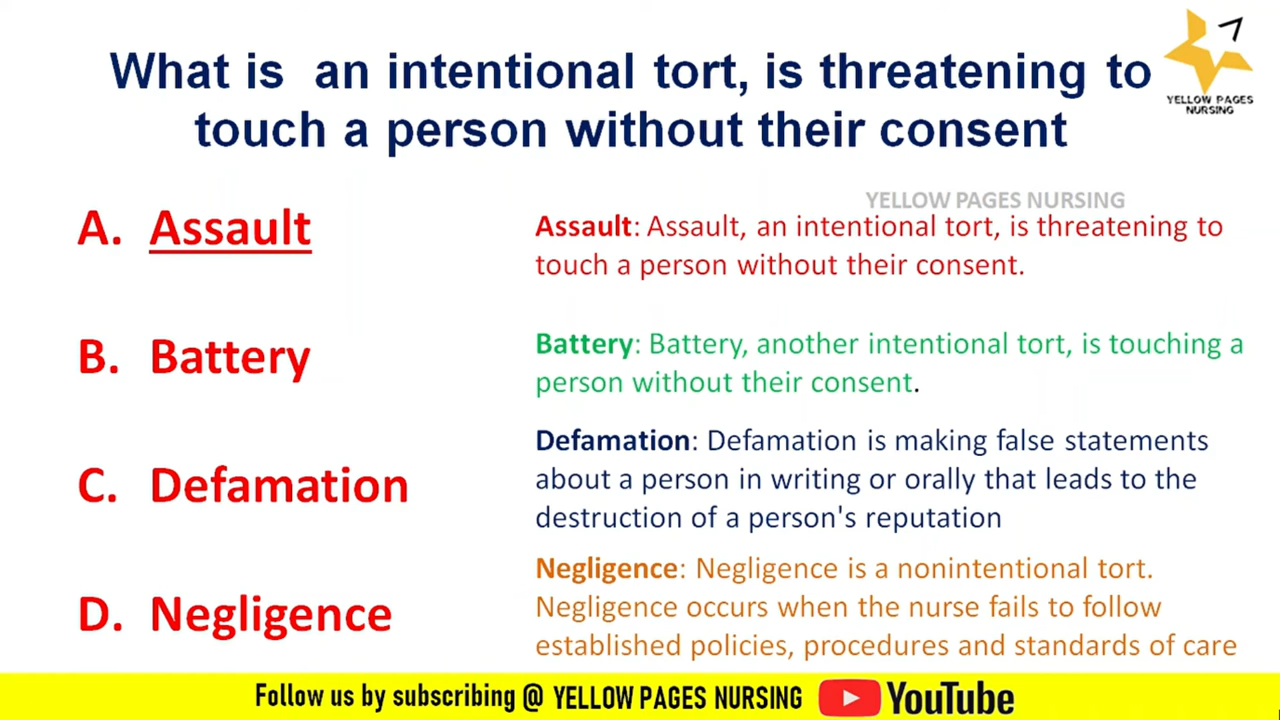 What is an intentional tort, is threatening to
touch a person without their consent
YELLOW PAGES
NURSING
YELLOW PAGES NURSING
A. Assault
Assault: Assault, an intentional tort, is threatening to
touch a person without their consent.
B. Battery
Battery: Battery, another intentional tort, is touching a
person without their consent.
C. Defamation
Defamation: Defamation is making false statements
about a person in writing or orally that leads to the
destruction of a person's reputation
D. Negligence
Negligence: Negligence is a nonintentional tort.
Negligence occurs when the nurse fails to follow
established policies, procedures and standards of care
Follow us by subscribing @ YELLOW PAGES NURSING YouTube